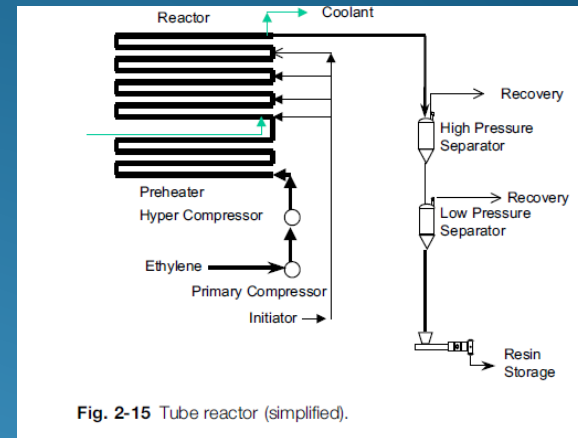 Reactor
Coolant
Recovery
High Pressure
Separator
Preheater
Hyper Compressor
Recovery
Low Pressure
Separator
Ethylene
Primary Compressor
Initiator
Resin
Storage
Fig. 2-15 Tube reactor (simplified).